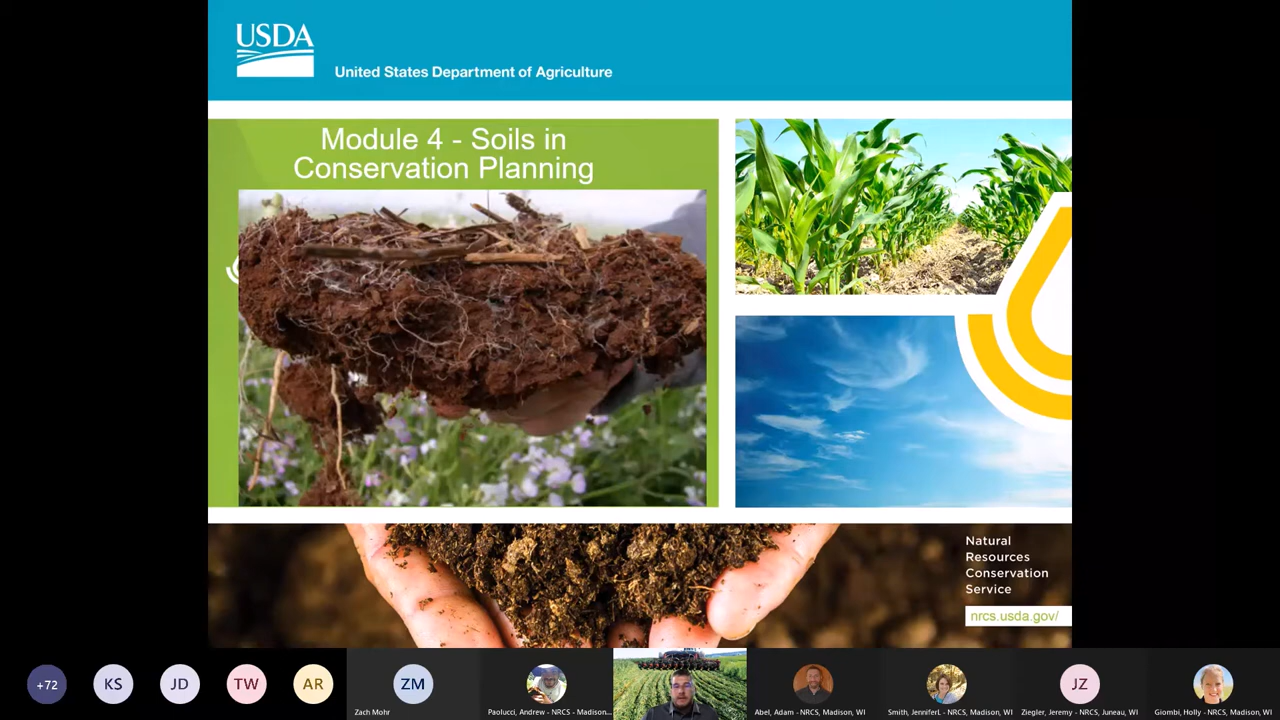 USDA
United States Department of Agriculture
Module 4 - Soils in
Conservation Planning
Natural
Resources
Conservation
Service
nrcs.usda.gov/
+72
KS
JD
TW
AR
ZM
JZ
Zach Mohr
Paolucci, Andrew - NRCS - Madison...
Abel, Adam - NRCS, Madison, WI
Smith, JenniferL - NRCS, Madison, WI
Ziegler, Jeremy - NRCS, Juneau, WI
Giombi, Holly - NRCS, Madison, WI